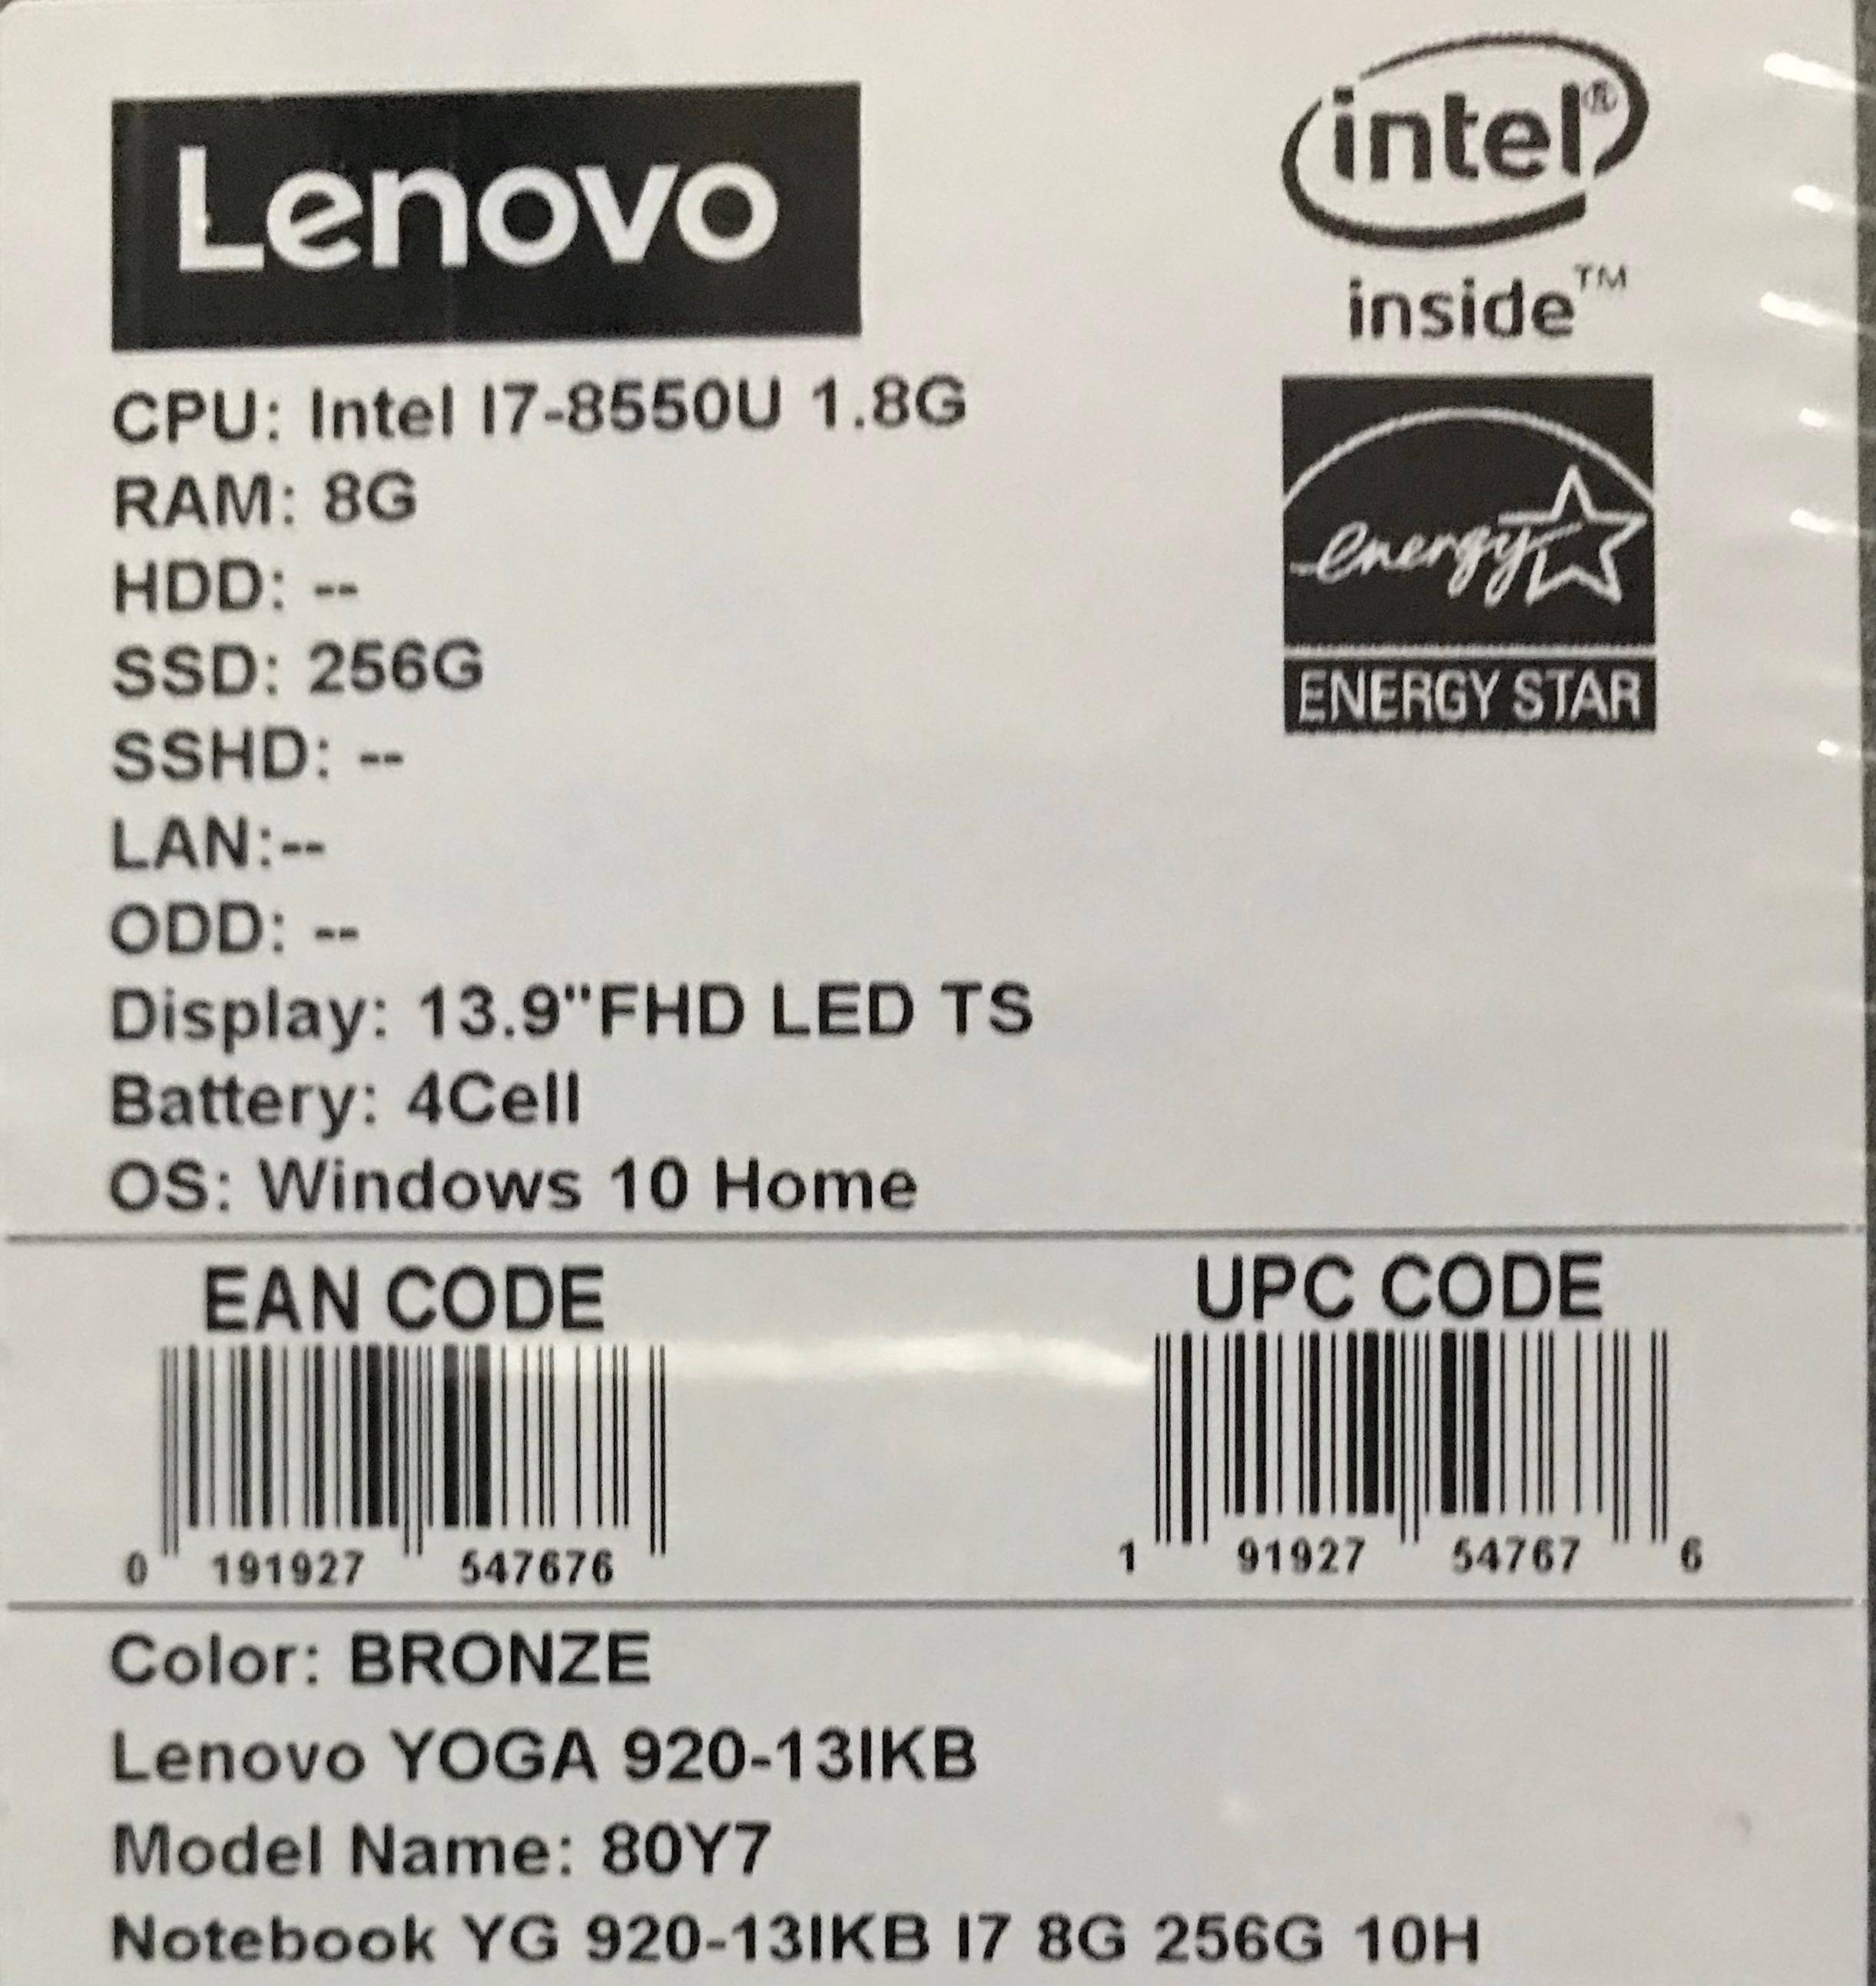 Lenovo
intel®
inside™
CPU: Intel I7-8550U 1.8G
RAM: 8G
HDD: --
SSD: 256G
SSHD: --
LAN:--
ODD: --
Display: 13.9"FHD LED TS
Battery: 4Cell
OS: Windows 10 Home
energy
ENERGY STAR
EAN CODE
0 191927 547676
UPC CODE
1 91927 54767 6
Color: BRONZE
Lenovo YOGA 920-13IKB
Model Name: 80Y7
Notebook YG 920-13IKB I7 8G 256G 10H